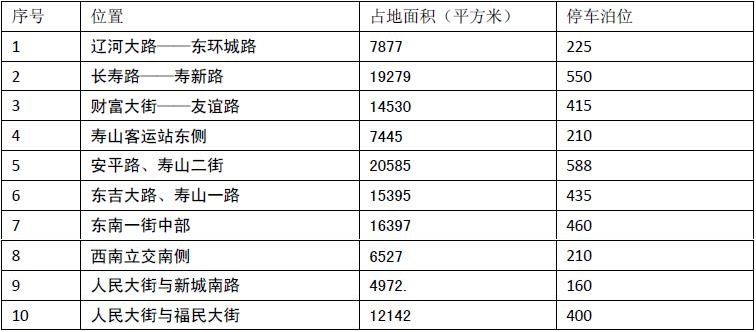 序号 位置 占地面积（平方米） 停车泊位
1 辽河大路——东环城路 7877 225
2 长寿路——寿新路 19279 550
3 财富大街——友谊路 14530 415
4 寿山客运站东侧 7445 210
5 安平路、寿山二街 20585 588
6 东吉大路、寿山一路 15395 435
7 东南一街中部 16397 460
8 西南立交南侧 6527 210
9 人民大街与新城南路 4972. 160
10 人民大街与福民大街 12142 400